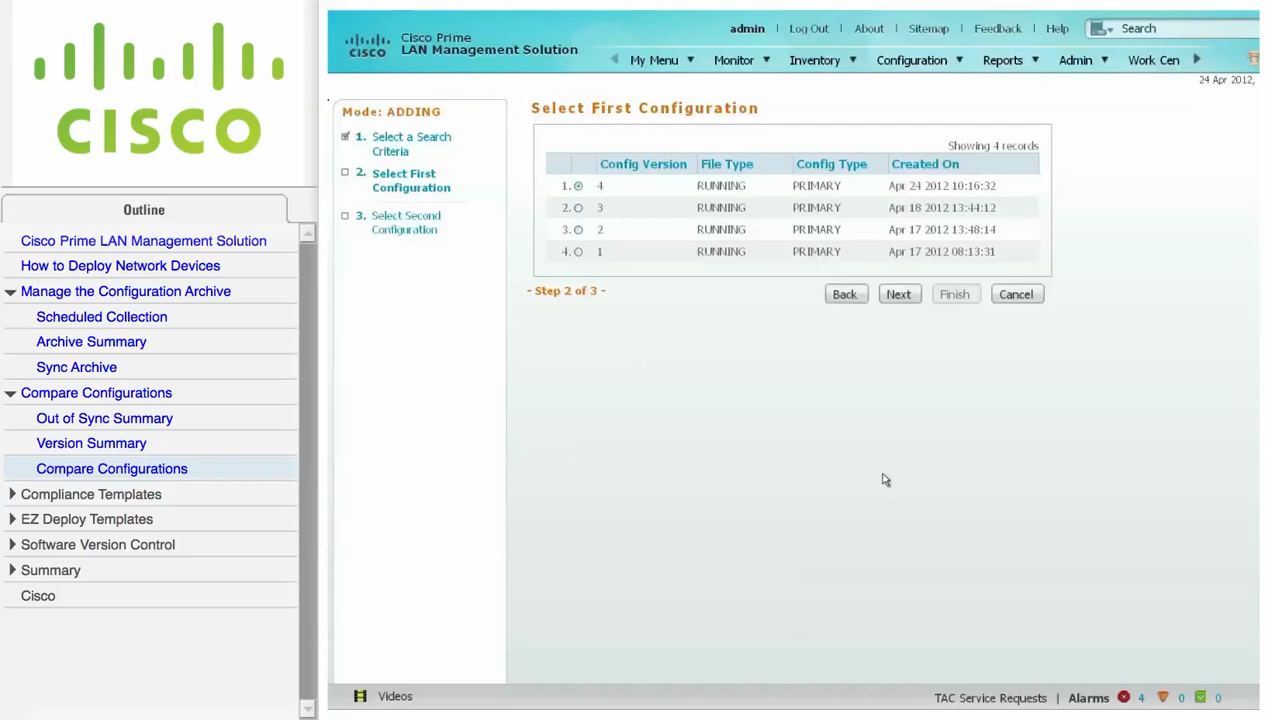 CISCO
Outline
Cisco Prime LAN Management Solution
How to Deploy Network Devices
Manage the Configuration Archive
Scheduled Collection
Archive Summary
Sync Archive
Compare Configurations
Out of Sync Summary
Version Summary
Compare Configurations
Compliance Templates
EZ Deploy Templates
Software Version Control
Summary
Cisco
CISCO
Cisco Prime
LAN Management Solution
admin | Log Out | About | Sitemap | Feedback | Help
Search
My Menu Monitor Inventory Configuration Reports Admin Work Cen
24 Apr 2012,
Mode: ADDING
1. Select a Search
Criteria
2. Select First
Configuration
3. Select Second
Configuration
Select First Configuration
Showing 4 records
Config Version File Type Config Type Created On
1. 4 RUNNING PRIMARY Apr 24 2012 10:16:32
2. 3 RUNNING PRIMARY Apr 18 2012 13:44:12
3. 2 RUNNING PRIMARY Apr 17 2012 13:48:14
4. 1 RUNNING PRIMARY Apr 17 2012 08:13:31
- Step 2 of 3 -
Back Next Finish Cancel
Videos
TAC Service Requests | Alarms 4 0 0